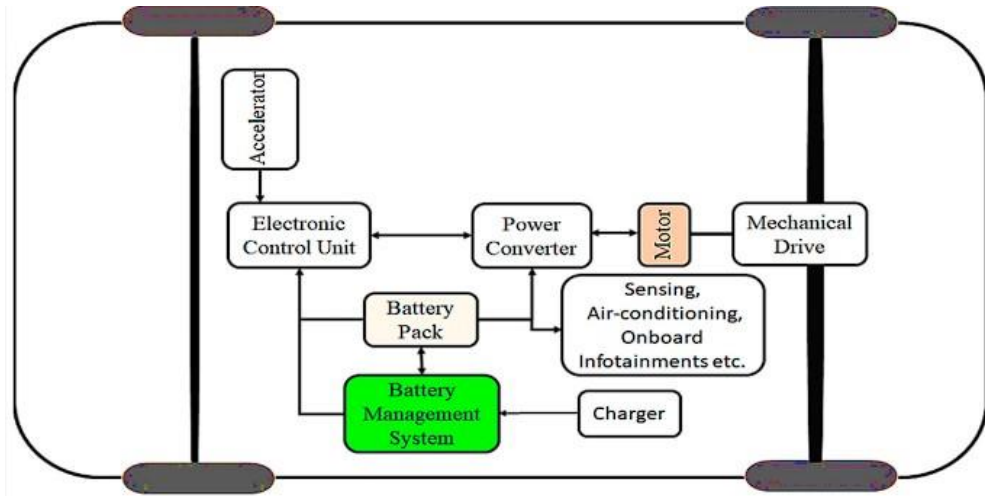 Accelerator
Electronic
Control Unit
Power
Converter
Motor
Mechanical
Drive
Battery
Pack
Sensing,
Air-conditioning,
Onboard
Infotainments etc.
Battery
Management
System
Charger